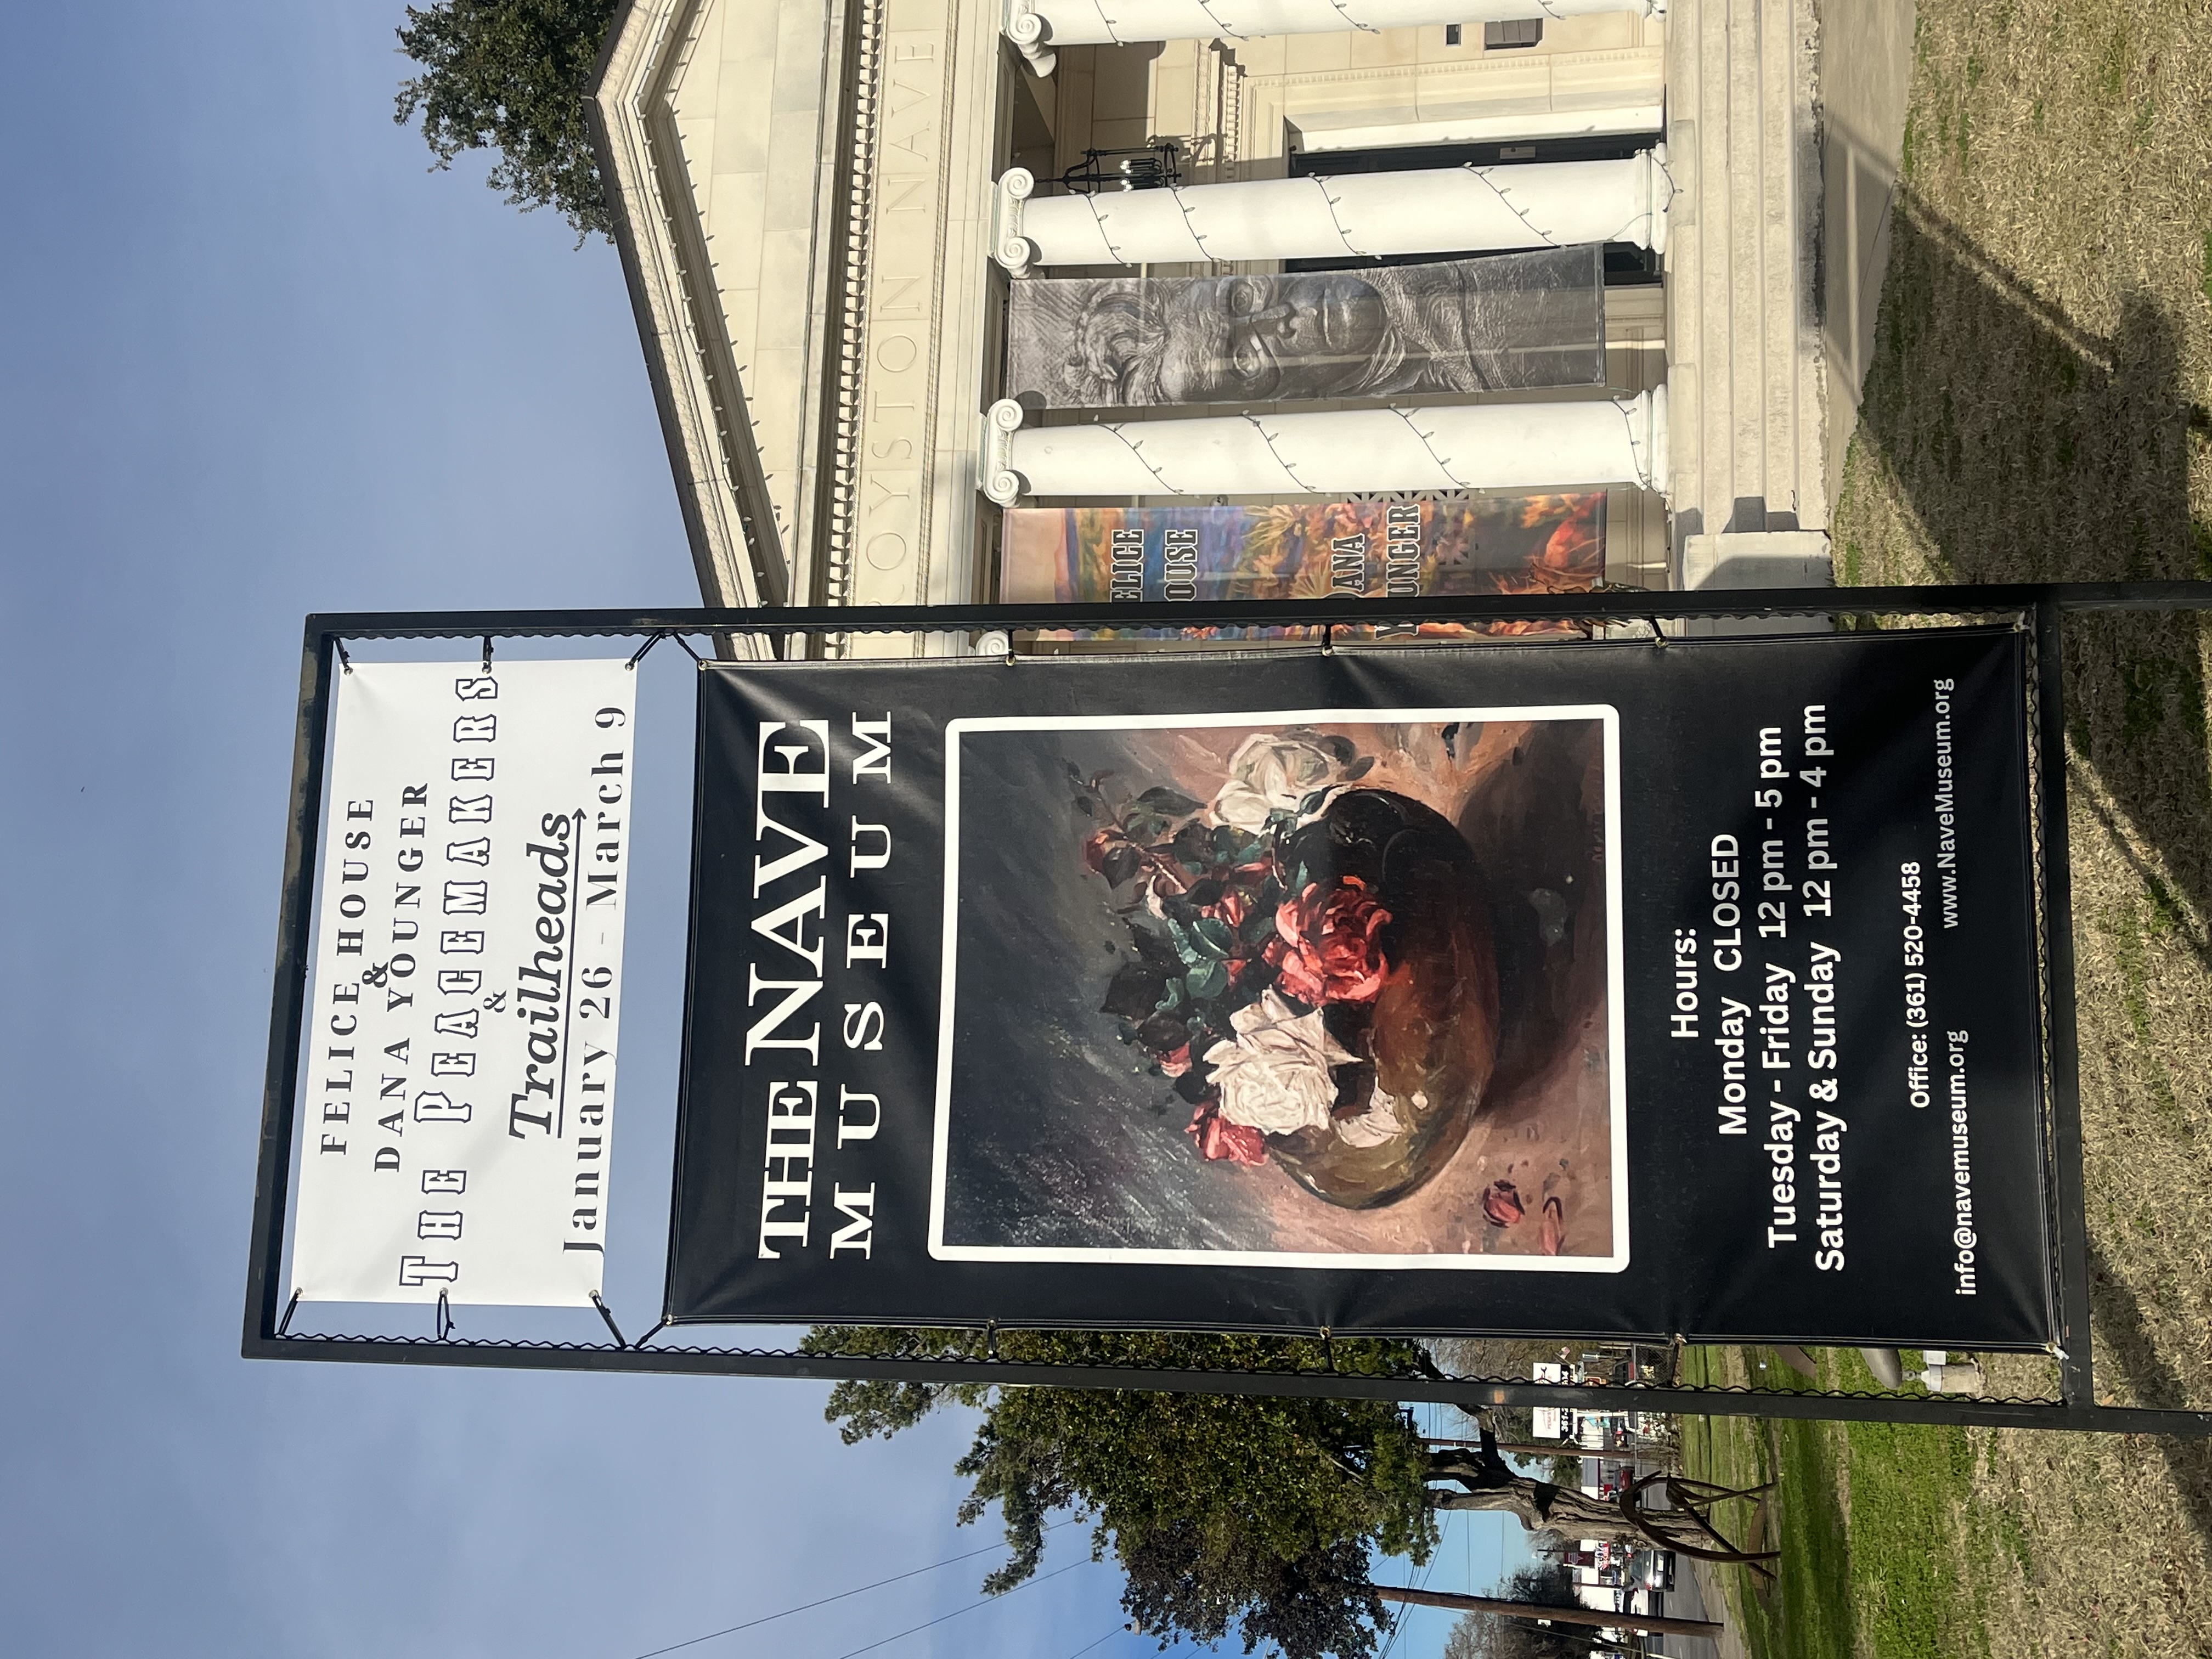 FELICE HOUSE
&
DANA YOUNGER
THE PEACEMAKERS
&
Trailheads
January 26 - March 9
THE NAVE
MUSEUM
Hours:
Monday CLOSED
Tuesday - Friday 12 pm - 5 pm
Saturday & Sunday 12 pm - 4 pm
Office: (361) 520-4458
info@navemuseum.org www.NaveMuseum.org
ROYSTON NAVE
ELICE
OUSE
DANA
YOUNGER